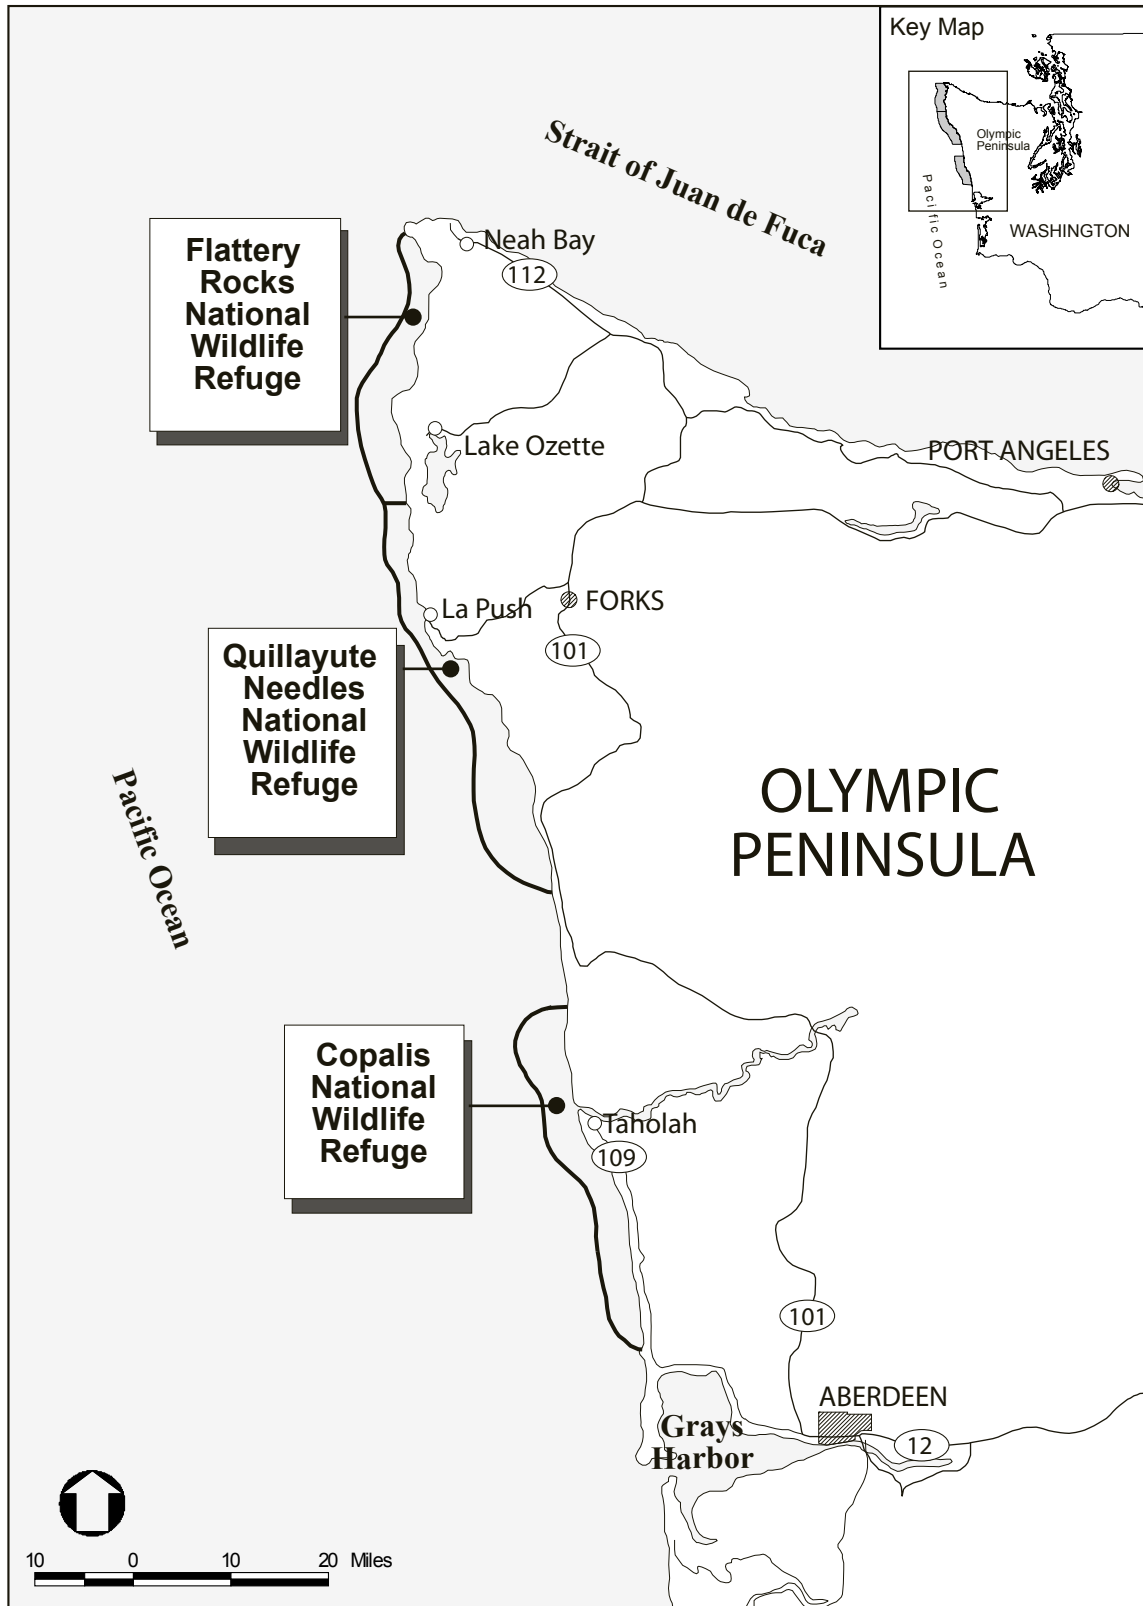 Key Map
Olympic
Peninsula
Pacific Ocean
WASHINGTON
Strait of Juan de Fuca
Flattery
Rocks
National
Wildlife
Refuge
Neah Bay
112
Lake Ozette
PORT ANGELES
La Push
FORKS
101
Quillayute
Needles
National
Wildlife
Refuge
Pacific Ocean
OLYMPIC
PENINSULA
Copalis
National
Wildlife
Refuge
Taholah
109
101
ABERDEEN
Grays
Harbor
12
10 0 10 20 Miles